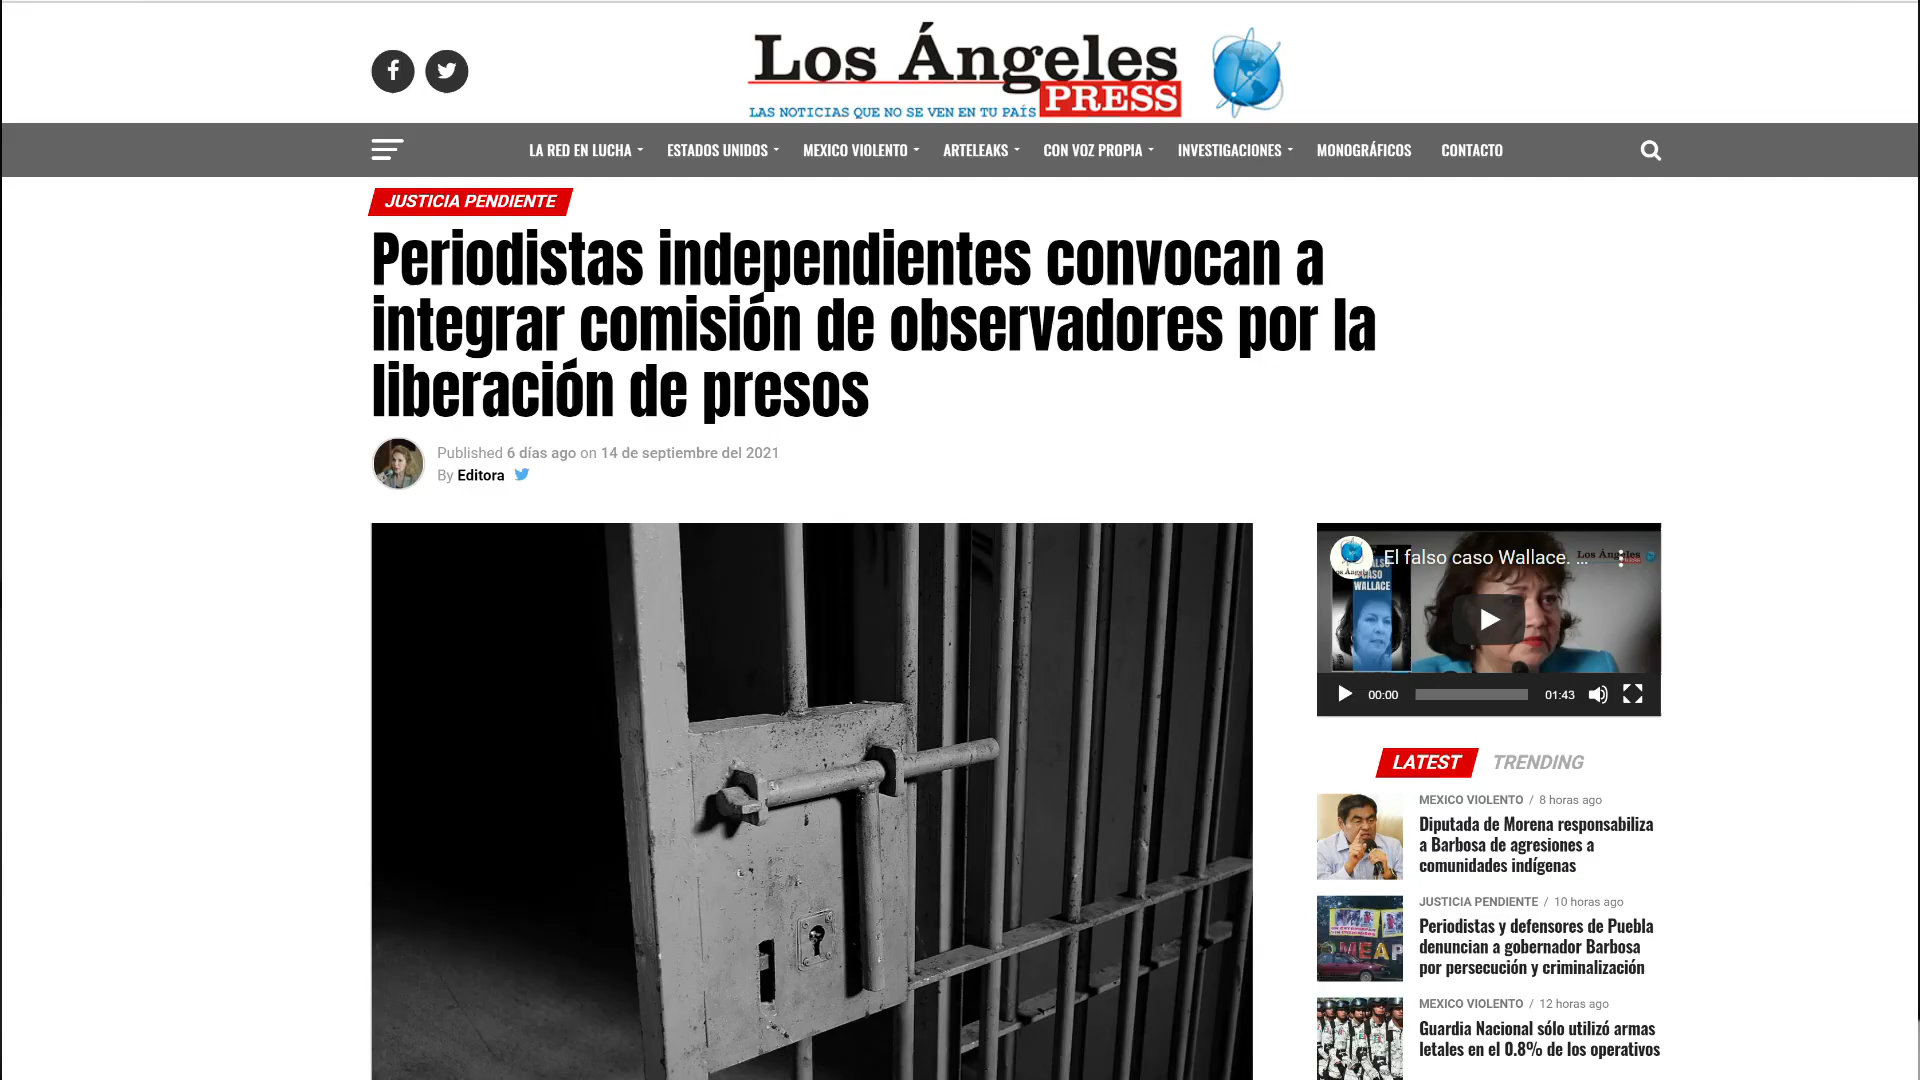 Los Ángeles
PRESS
LAS NOTICIAS QUE NO SE VEN EN TU PAÍS
LA RED EN LUCHA
ESTADOS UNIDOS
MEXICO VIOLENTO
ARTELEAKS
CON VOZ PROPIA
INVESTIGACIONES
MONOGRÁFICOS
CONTACTO
JUSTICIA PENDIENTE
Periodistas independientes convocan a
integrar comisión de observadores por la
liberación de presos
Published 6 días ago on 14 de septiembre del 2021
By Editora
El falso caso Wallace. ...
Los Ángeles
CASO
WALLACE
00:00
01:43
LATEST
TRENDING
MEXICO VIOLENTO / 8 horas ago
Diputada de Morena responsabiliza
a Barbosa de agresiones a
comunidades indígenas
JUSTICIA PENDIENTE / 10 horas ago
Periodistas y defensores de Puebla
denuncian a gobernador Barbosa
por persecución y criminalización
MEXICO VIOLENTO / 12 horas ago
Guardia Nacional sólo utilizó armas
letales en el 0.8% de los operativos